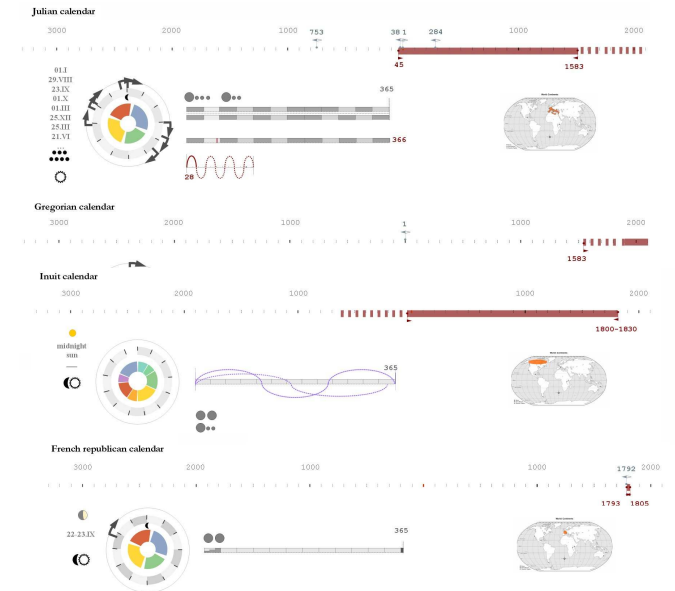 Julian calendar
3000 2000 1000 753 38 1 284 1000 2000
45 1583
01.I
29.VIII
23.IX
01.X
01.III
25.XII
25.III
21.VI
365
366
28
Gregorian calendar
3000 2000 1000 1 1000 2000
1583
Inuit calendar
3000 2000 1000 1000 2000
1800-1830
midnight
sun
365
French republican calendar
3000 2000 1000 1000 1792 2000
1793 1805
22-23.IX
365